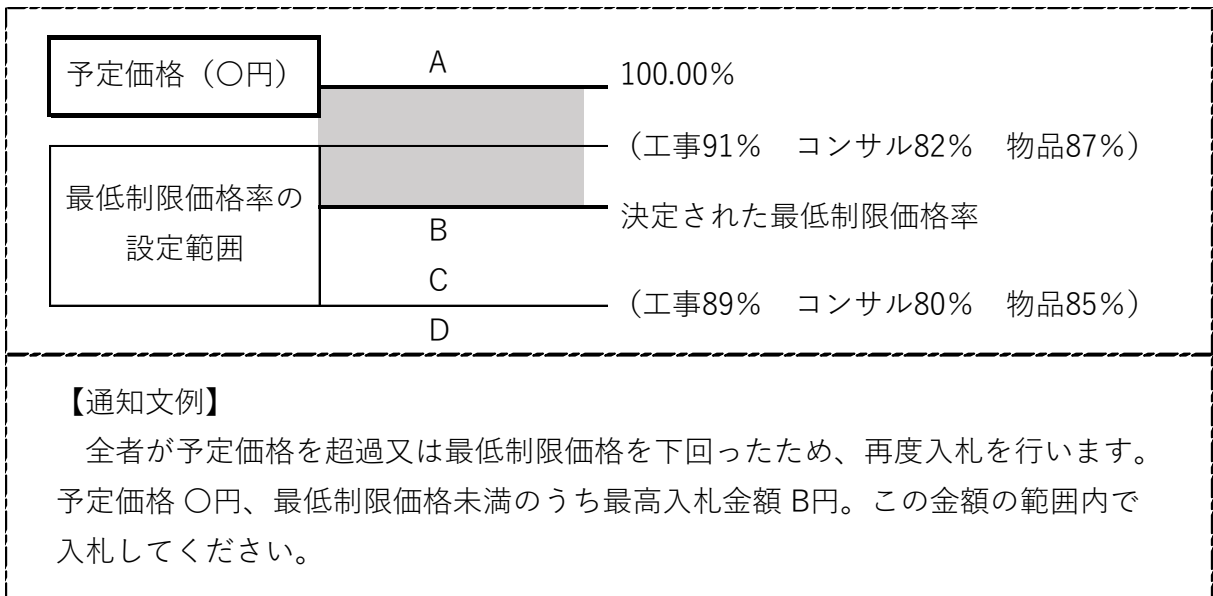 予定価格（〇円）
A
100.00%
（工事91%　コンサル82%　物品87%）
最低制限価格率の
設定範囲
決定された最低制限価格率
B
C
（工事89%　コンサル80%　物品85%）
D
【通知文例】
　全者が予定価格を超過又は最低制限価格を下回ったため、再度入札を行います。
予定価格 〇円、最低制限価格未満のうち最高入札金額 B円。この金額の範囲内で
入札してください。